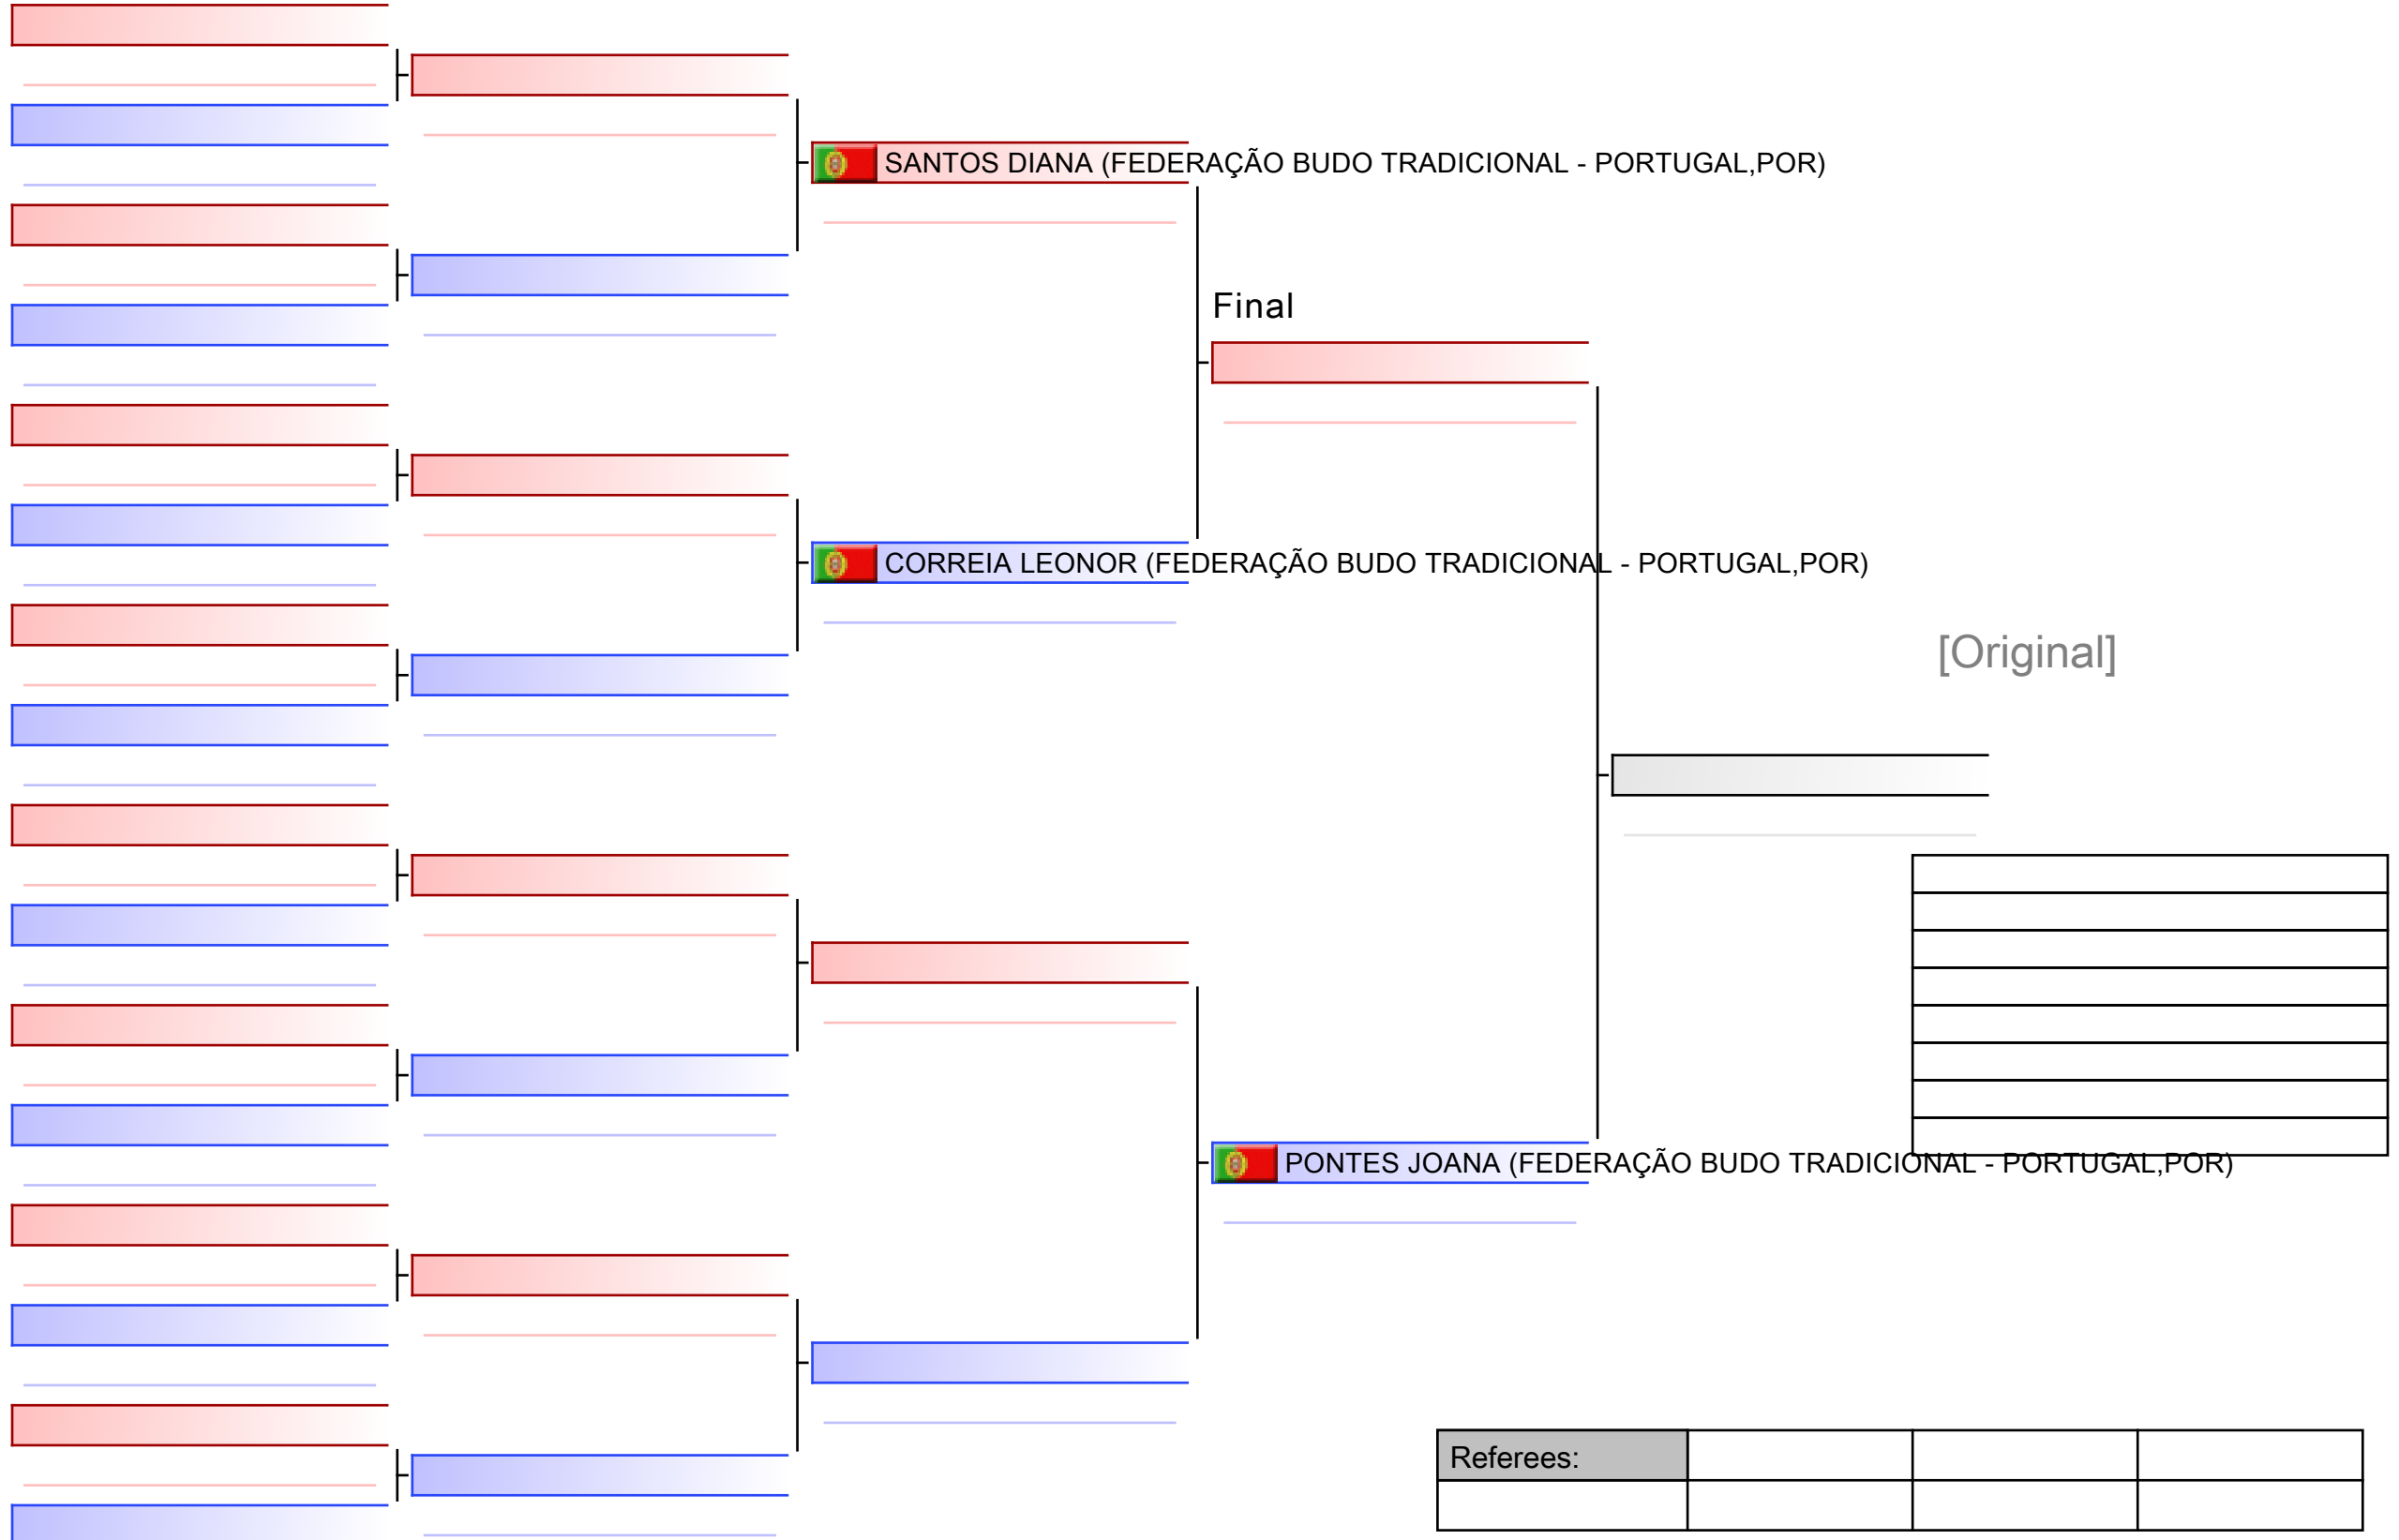 SANTOS DIANA (FEDERAÇÃO BUDO TRADICIONAL - PORTUGAL,POR)
Final
CORREIA LEONOR (FEDERAÇÃO BUDO TRADICIONAL - PORTUGAL,POR)
[Original]
PONTES JOANA (FEDERAÇÃO BUDO TRADICIONAL - PORTUGAL,POR)
Referees: